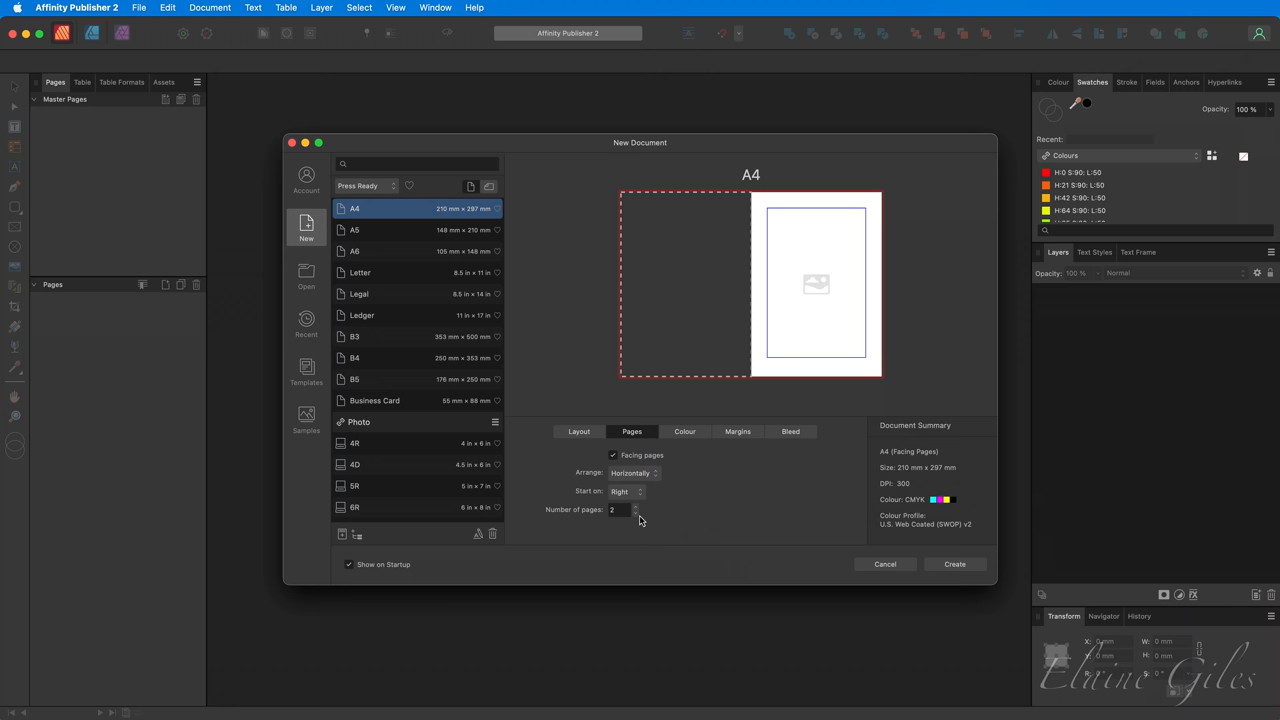 Affinity Publisher 2 File Edit Document Text Table Layer Select View Window Help
Affinity Publisher 2
Pages Table Table Formats Assets
Master Pages
Pages
New Document
Account
New
Open
Recent
Templates
Samples
Press Ready
A4 210 mm × 297 mm
A5 148 mm × 210 mm
A6 105 mm × 148 mm
Letter 8.5 in × 11 in
Legal 8.5 in × 14 in
Ledger 11 in × 17 in
B3 353 mm × 500 mm
B4 250 mm × 353 mm
B5 176 mm × 250 mm
Business Card 55 mm × 88 mm
Photo
4R 4 in × 6 in
4D 4.5 in × 6 in
5R 5 in × 7 in
6R 6 in × 8 in
A4
Layout Pages Colour Margins Bleed
Facing pages
Arrange: Horizontally
Start on: Right
Number of pages: 2
Document Summary
A4 (Facing Pages)
Size: 210 mm × 297 mm
DPI: 300
Colour: CMYK
Colour Profile:
U.S. Web Coated (SWOP) v2
Show on Startup
Cancel Create
Colour Swatches Stroke Fields Anchors Hyperlinks
Opacity: 100 %
Recent:
Colours
H:0 S:90: L:50
H:21 S:90: L:50
H:42 S:90: L:50
H:64 S:90: L:50
Layers Text Styles Text Frame
Opacity: 100 % Normal
Transform Navigator History
X: 0 mm W: 0 mm
Y: 0 mm H: 0 mm
Elaine Giles